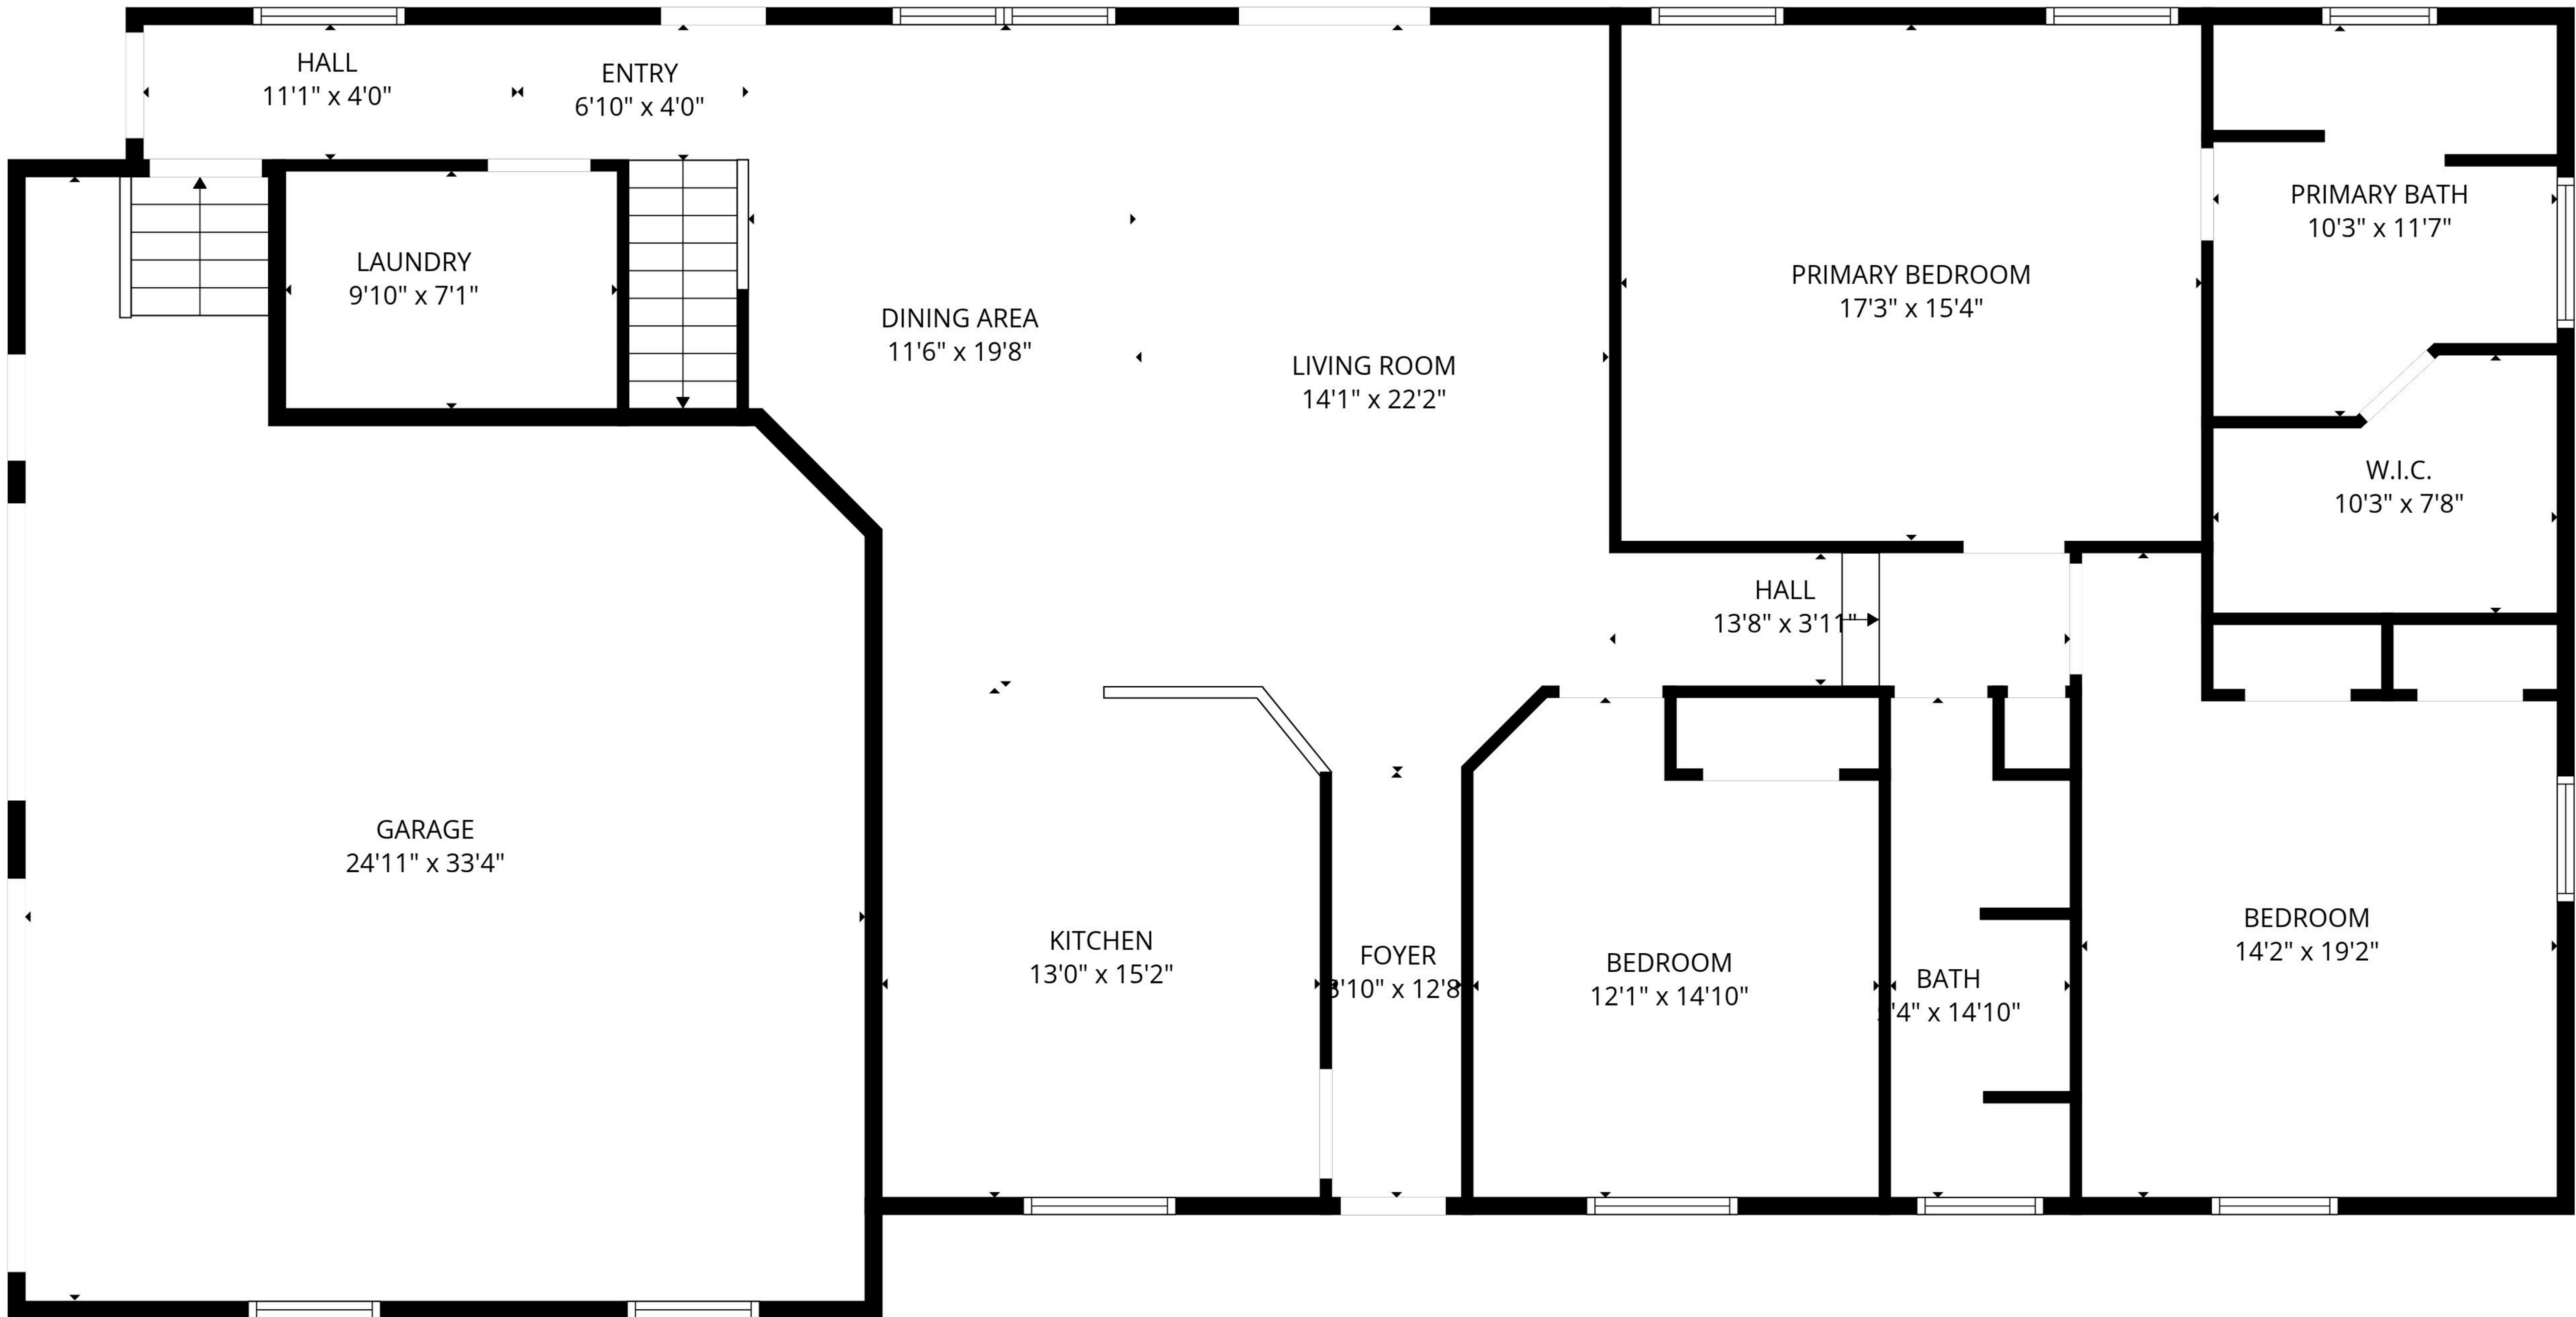 HALL
11'1" x 4'0"
ENTRY
6'10" x 4'0"
PRIMARY BATH
10'3" x 11'7"
LAUNDRY
9'10" x 7'1"
PRIMARY BEDROOM
17'3" x 15'4"
DINING AREA
11'6" x 19'8"
LIVING ROOM
14'1" x 22'2"
W.I.C.
10'3" x 7'8"
HALL
13'8" x 3'11"
GARAGE
24'11" x 33'4"
KITCHEN
13'0" x 15'2"
FOYER
x 12'8
BEDROOM
12'1" x 14'10"
BATH
x 14'10"
BEDROOM
14'2" x 19'2"